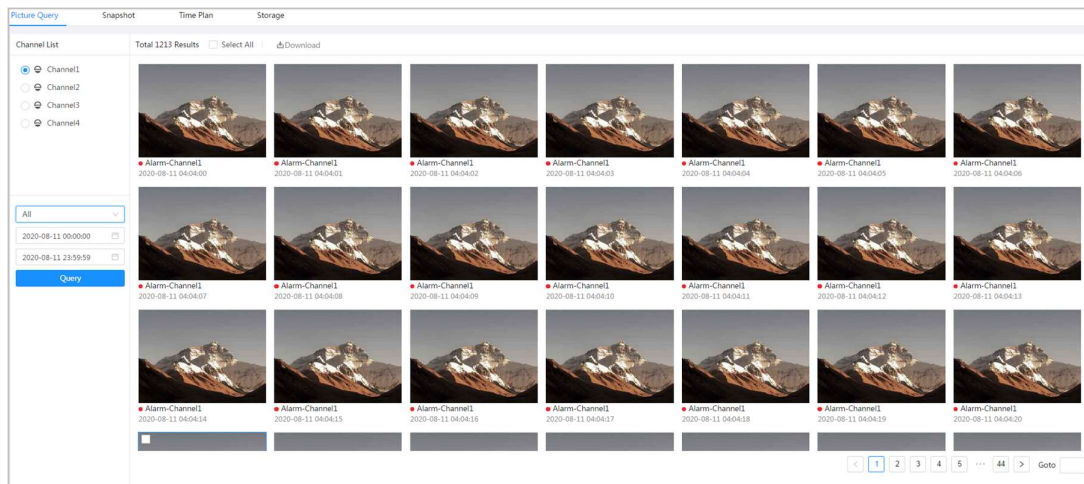 Picture Query Snapshot Time Plan Storage
Channel List
Total 1213 Results Select All Download
Channel1
Channel2
Channel3
Channel4
All
2020-08-11 00:00:00
2020-08-11 23:59:59
Query
Alarm-Channel1 Alarm-Channel1 Alarm-Channel1 Alarm-Channel1 Alarm-Channel1 Alarm-Channel1 Alarm-Channel1
2020-08-11 04:04:00 2020-08-11 04:04:01 2020-08-11 04:04:02 2020-08-11 04:04:03 2020-08-11 04:04:04 2020-08-11 04:04:05 2020-08-11 04:04:06
Alarm-Channel1 Alarm-Channel1 Alarm-Channel1 Alarm-Channel1 Alarm-Channel1 Alarm-Channel1 Alarm-Channel1
2020-08-11 04:04:07 2020-08-11 04:04:08 2020-08-11 04:04:09 2020-08-11 04:04:10 2020-08-11 04:04:11 2020-08-11 04:04:12 2020-08-11 04:04:13
Alarm-Channel1 Alarm-Channel1 Alarm-Channel1 Alarm-Channel1 Alarm-Channel1 Alarm-Channel1 Alarm-Channel1
2020-08-11 04:04:14 2020-08-11 04:04:15 2020-08-11 04:04:16 2020-08-11 04:04:17 2020-08-11 04:04:18 2020-08-11 04:04:19 2020-08-11 04:04:20
< 1 2 3 4 5 ••• 44 > Goto